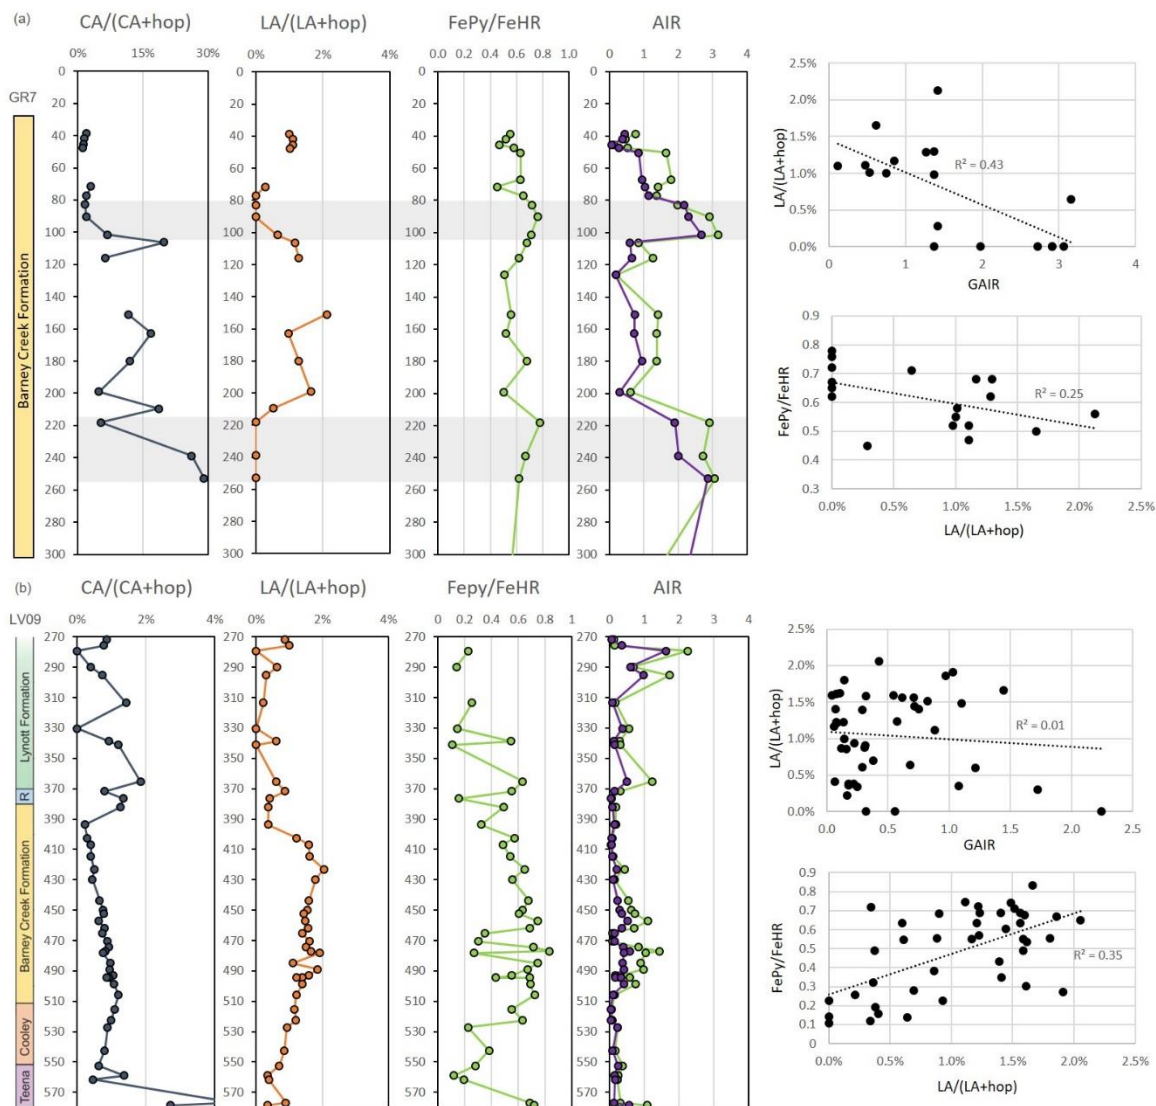 (a)
CA/(CA+hop)
LA/(LA+hop)
FePy/FeHR
AIR
0% 15% 30%
0% 2% 4%
0.0 0.2 0.4 0.6 0.8 1.0
0 1 2 3 4
GR7
Barney Creek Formation
0
20
40
60
80
100
120
140
160
180
200
220
240
260
280
300
LA/(LA+hop)
2.5%
2.0%
1.5%
1.0%
0.5%
0.0%
R² = 0.43
0 1 2 3 4
GAIR
FePy/FeHR
0.9
0.8
0.7
0.6
0.5
0.4
0.3
R² = 0.25
0.0% 0.5% 1.0% 1.5% 2.0% 2.5%
LA/(LA+hop)
(b)
CA/(CA+hop)
LA/(LA+hop)
Fepy/FeHR
AIR
0% 2% 4%
0% 2% 4%
0 0.2 0.4 0.6 0.8 1
0 1 2 3 4
LV09
Lynott Formation
R
Barney Creek Formation
Cooley
Teena
270
290
310
330
350
370
390
410
430
450
470
490
510
530
550
570
LA/(LA+hop)
2.5%
2.0%
1.5%
1.0%
0.5%
0.0%
R² = 0.01
0.0 0.5 1.0 1.5 2.0 2.5
GAIR
FePy/FeHR
0.9
0.8
0.7
0.6
0.5
0.4
0.3
0.2
0.1
0
R² = 0.35
0.0% 0.5% 1.0% 1.5% 2.0% 2.5%
LA/(LA+hop)